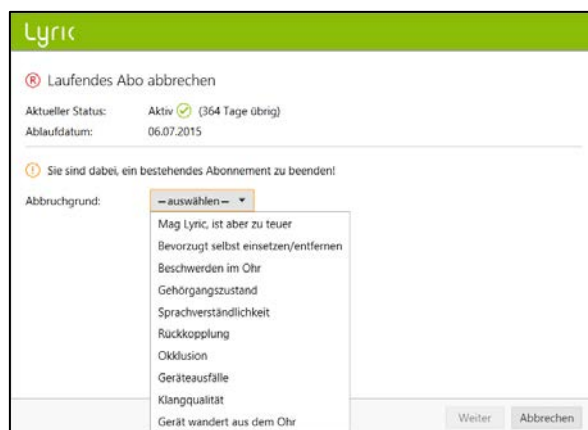 Lyric
R Laufendes Abo abbrechen
Aktueller Status: Aktiv (364 Tage übrig)
Ablaufdatum: 06.07.2015
! Sie sind dabei, ein bestehendes Abonnement zu beenden!
Abbruchgrund: —auswählen—
Mag Lyric, ist aber zu teuer
Bevorzugt selbst einsetzen/entfernen
Beschwerden im Ohr
Gehörgangszustand
Sprachverständlichkeit
Rückkopplung
Okklusion
Geräteausfälle
Klangqualität
Gerät wandert aus dem Ohr
Weiter Abbrechen